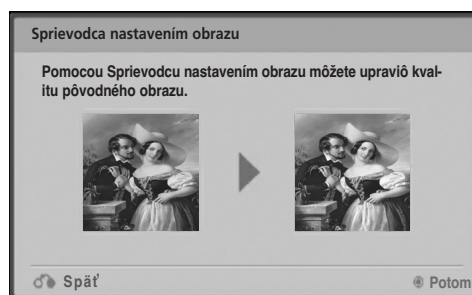 Sprievodca nastavením obrazu
Pomocou Sprievodcu nastavením obrazu môžete upraviô kval-
itu pôvodného obrazu.
Späť
Potom